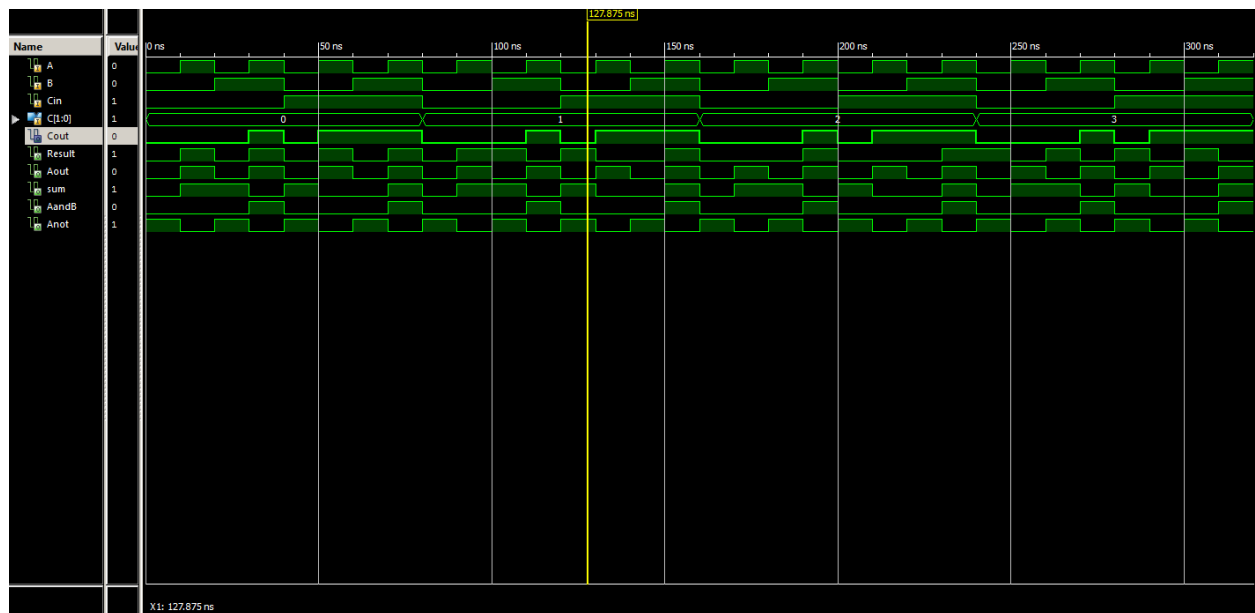 127.875 ns
Name Value
0 ns 50 ns 100 ns 150 ns 200 ns 250 ns 300 ns
A 0
B 0
Cin 1
C[1:0] 1 0 1 2 3
Cout 0
Result 1
Aout 0
sum 1
AandB 0
Anot 1
X1: 127.875 ns